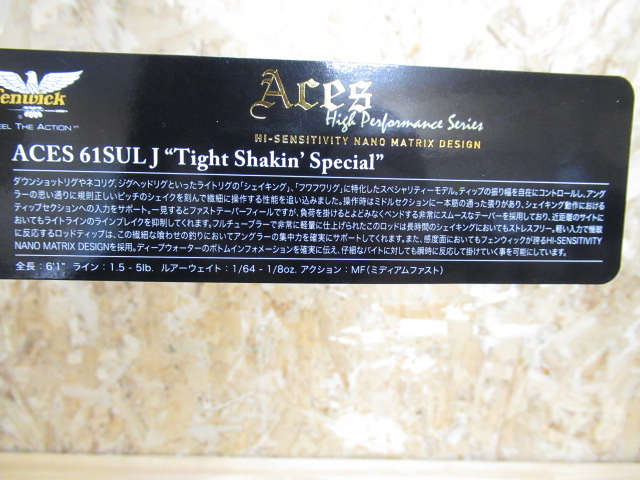 Fenwick
FEEL THE ACTION
Aces
High Performance Series
HI-SENSITIVITY NANO MATRIX DESIGN
ACES 61SUL J “Tight Shakin’ Special”
ダウンショットリグやネコリグ、ジグヘッドリグといったライトリグの「シェイキング」、「フワフワリグ」に特化したスペシャリティーモデル。ティップの振り幅を自在にコントロールし、アング
ラーの思い通りに規則正しいピッチのシェイクを刻んで繊細に操作する性能を追い込みました。操作時はミドルセクションに一本筋の通った張りがあり、シェイキング動作における
ティップセクションへの入力をサポート。一見するとファストテーパーフィールですが、負荷を掛けるとよどみなくベンドする非常にスムースなテーパーを採用しており、近距離のサイトに
おいてもライトラインのラインブレイクを抑制してくれます。フルチューブラーで非常に軽量に仕上げられたこのロッドは長時間のシェイキングにおいてもストレスフリー。軽い入力で機敏
に反応するロッドティップは、この繊細な喰わせの釣りにおいてアングラーの集中力を確実にサポートしてくれます。また、感度面においてもフェンウィックが誇るHI-SENSITIVITY
NANO MATRIX DESIGNを採用。ディープウォーターのボトムインフォメーションを確実に伝え、仔細なバイトに対しても瞬時に反応して掛けていく事を可能にしています。
全長：6'1" ライン：1.5 - 5lb. ルアーウェイト：1/64 - 1/8oz. アクション：MF（ミディアムファスト）